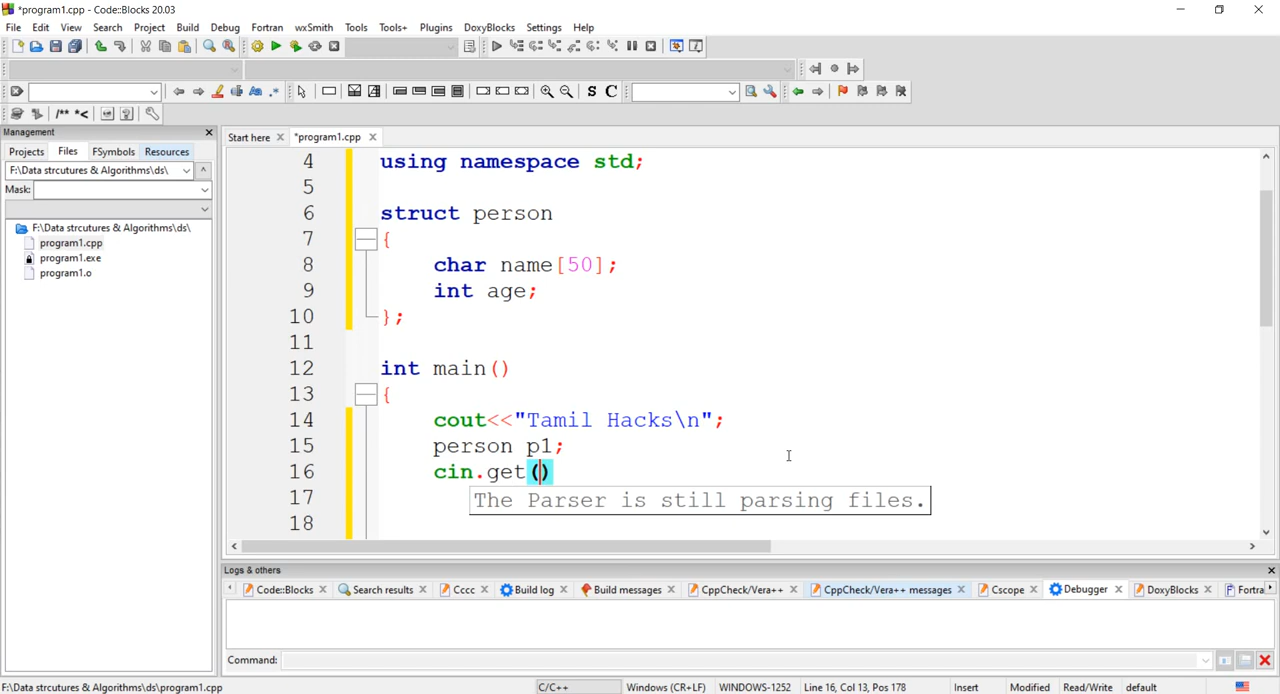 *program1.cpp - Code::Blocks 20.03
File Edit View Search Project Build Debug Fortran wxSmith Tools Tools+ Plugins DoxyBlocks Settings Help
/** *<
S C
Management
Projects Files FSymbols Resources
F:\Data strcutures & Algorithms\ds\
Mask:
F:\Data strcutures & Algorithms\ds\
program1.cpp
program1.exe
program1.o
Start here *program1.cpp
4 using namespace std;
5
6 struct person
7 {
8 char name[50];
9 int age;
10 };
11
12 int main()
13 {
14 cout<<"Tamil Hacks\n";
15 person p1;
16 cin.get()
17 The Parser is still parsing files.
18
Logs & others
Code::Blocks Search results Cccc Build log Build messages CppCheck/Vera++ CppCheck/Vera++ messages Cscope Debugger DoxyBlocks Fortra
Command:
F:\Data strcutures & Algorithms\ds\program1.cpp C/C++ Windows (CR+LF) WINDOWS-1252 Line 16, Col 13, Pos 178 Insert Modified Read/Write default